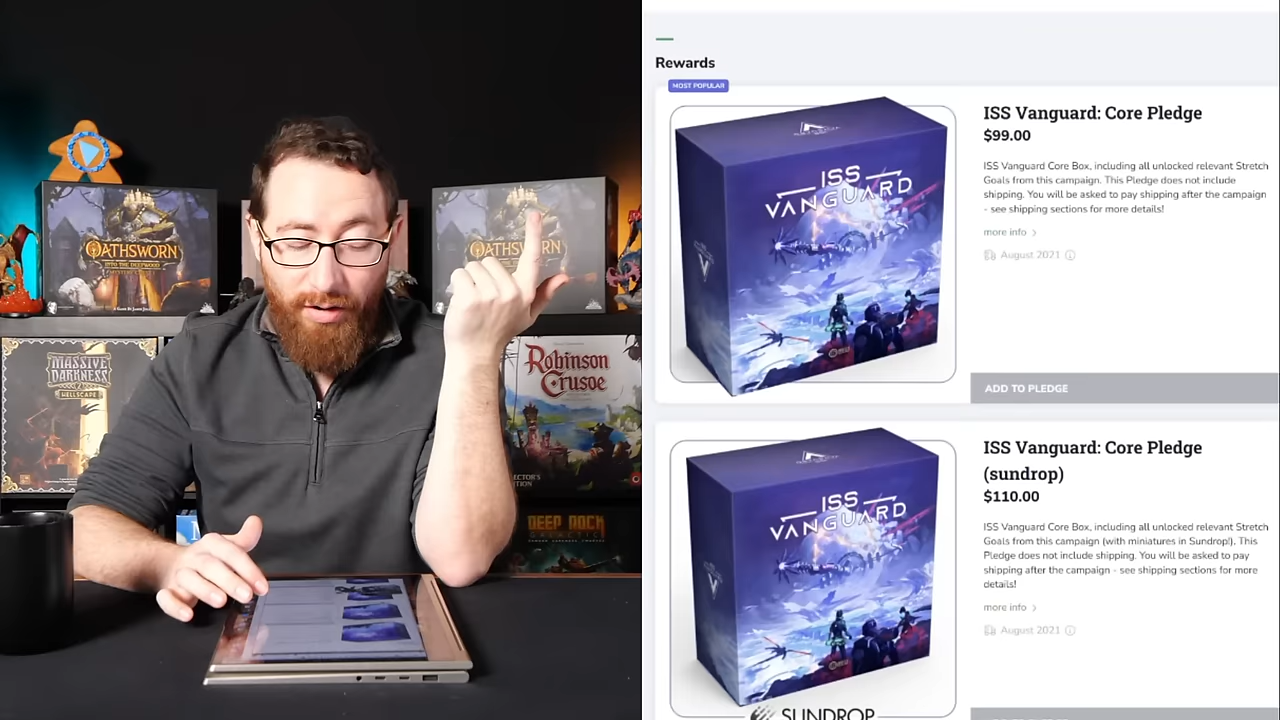 OATHSWORN
INTO THE DEEPWOOD
OATHSWORN
MASSIVE
DARKNESS
HELLSCAPE
Robinson
Crusoe
DEEP ROCK
GALACTIC
Rewards
MOST POPULAR
ISS
VANGUARD
ISS Vanguard: Core Pledge
$99.00
ISS Vanguard Core Box, including all unlocked relevant Stretch
Goals from this campaign. This Pledge does not include
shipping. You will be asked to pay shipping after the campaign
- see shipping sections for more details!
more info >
August 2021
ADD TO PLEDGE
ISS
VANGUARD
SUNDROP
ISS Vanguard: Core Pledge
(sundrop)
$110.00
ISS Vanguard Core Box, including all unlocked relevant Stretch
Goals from this campaign (with miniatures in Sundrop!). This
Pledge does not include shipping. You will be asked to pay
shipping after the campaign - see shipping sections for more
details!
more info >
August 2021